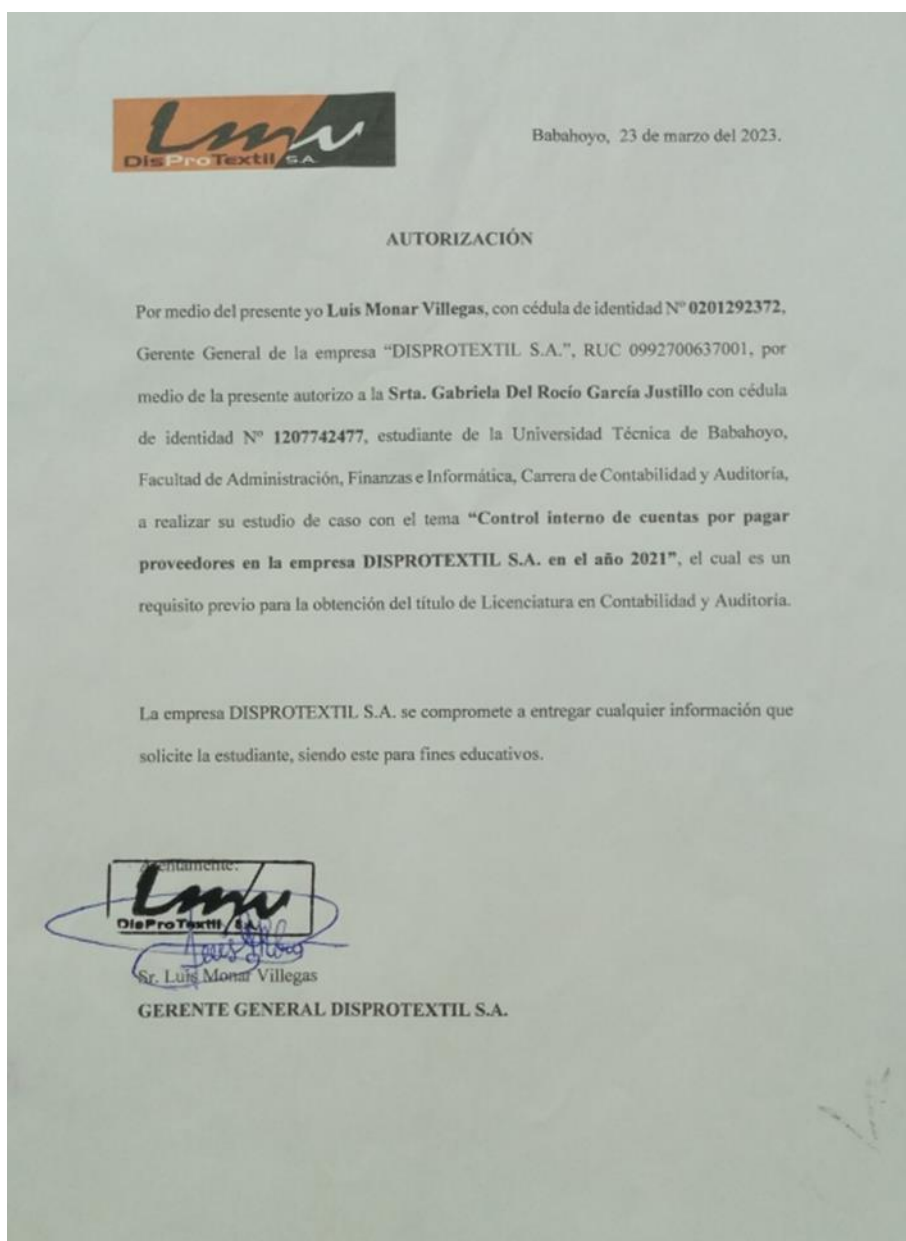 Lmv
DisProTextil S.A.
Babahoyo, 23 de marzo del 2023.
AUTORIZACIÓN
Por medio del presente yo Luis Monar Villegas, con cédula de identidad Nº 0201292372,
Gerente General de la empresa “DISPROTEXTIL S.A.”, RUC 0992700637001, por
medio de la presente autorizo a la Srta. Gabriela Del Rocío García Justillo con cédula
de identidad Nº 1207742477, estudiante de la Universidad Técnica de Babahoyo,
Facultad de Administración, Finanzas e Informática, Carrera de Contabilidad y Auditoría,
a realizar su estudio de caso con el tema “Control interno de cuentas por pagar
proveedores en la empresa DISPROTEXTIL S.A. en el año 2021”, el cual es un
requisito previo para la obtención del título de Licenciatura en Contabilidad y Auditoría.
La empresa DISPROTEXTIL S.A. se compromete a entregar cualquier información que
solicite la estudiante, siendo este para fines educativos.
Atentamente:
Lmv
DisProTextil S.A.
Sr. Luis Monar Villegas
GERENTE GENERAL DISPROTEXTIL S.A.